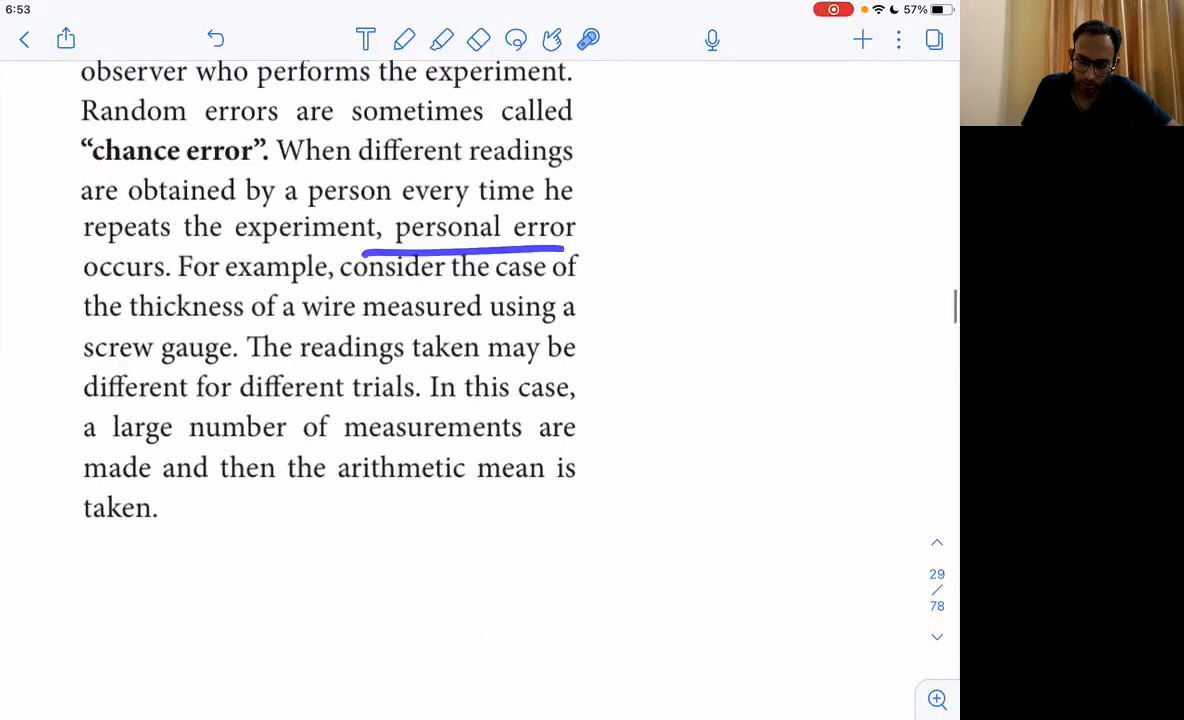 6:53
57%
observer who performs the experiment.
Random errors are sometimes called
“chance error”. When different readings
are obtained by a person every time he
repeats the experiment, personal error
occurs. For example, consider the case of
the thickness of a wire measured using a
screw gauge. The readings taken may be
different for different trials. In this case,
a large number of measurements are
made and then the arithmetic mean is
taken.
29
/
78